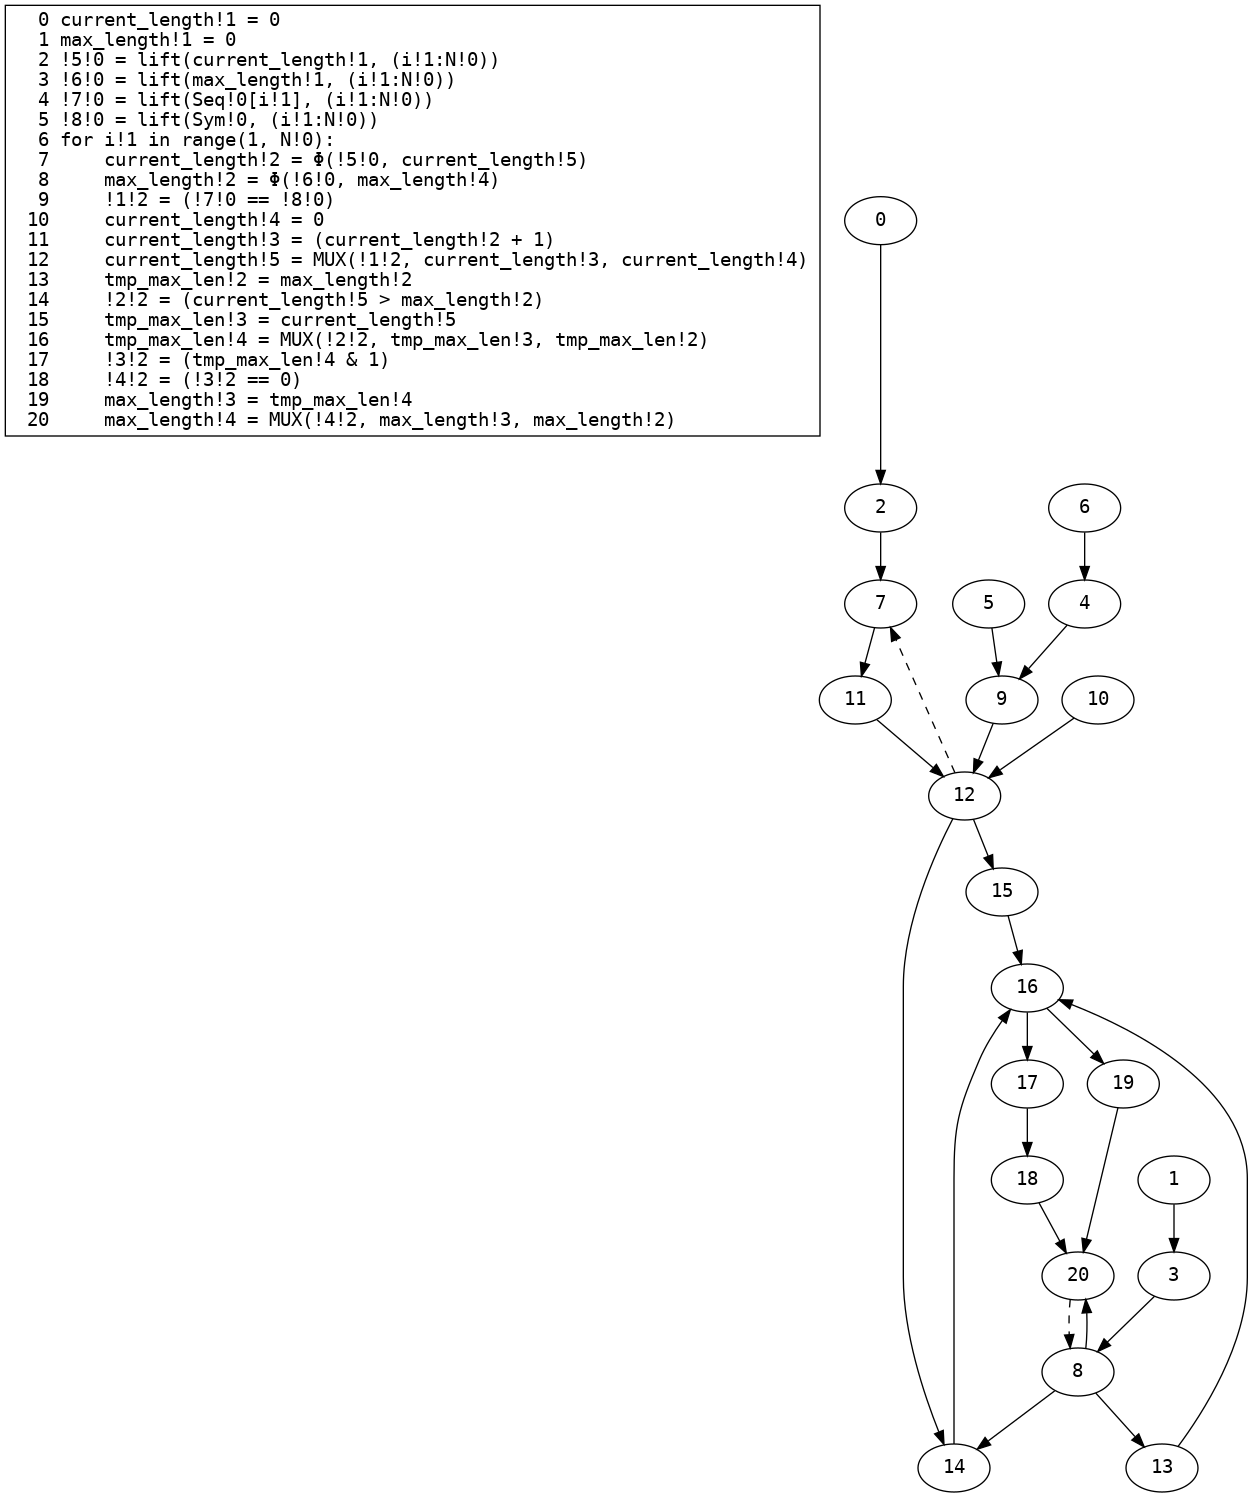 0 current_length!1 = 0
1 max_length!1 = 0
2 !5!0 = lift(current_length!1, (i!1:N!0))
3 !6!0 = lift(max_length!1, (i!1:N!0))
4 !7!0 = lift(Seq!0[i!1], (i!1:N!0))
5 !8!0 = lift(Sym!0, (i!1:N!0))
6 for i!1 in range(1, N!0):
7     current_length!2 = Φ(!5!0, current_length!5)
8     max_length!2 = Φ(!6!0, max_length!4)
9     !1!2 = (!7!0 == !8!0)
10     current_length!4 = 0
11     current_length!3 = (current_length!2 + 1)
12     current_length!5 = MUX(!1!2, current_length!3, current_length!4)
13     tmp_max_len!2 = max_length!2
14     !2!2 = (current_length!5 > max_length!2)
15     tmp_max_len!3 = current_length!5
16     tmp_max_len!4 = MUX(!2!2, tmp_max_len!3, tmp_max_len!2)
17     !3!2 = (tmp_max_len!4 & 1)
18     !4!2 = (!3!2 == 0)
19     max_length!3 = tmp_max_len!4
20     max_length!4 = MUX(!4!2, max_length!3, max_length!2)
0
2
6
7
5
4
11
9
10
12
15
16
17
19
18
1
20
3
8
14
13